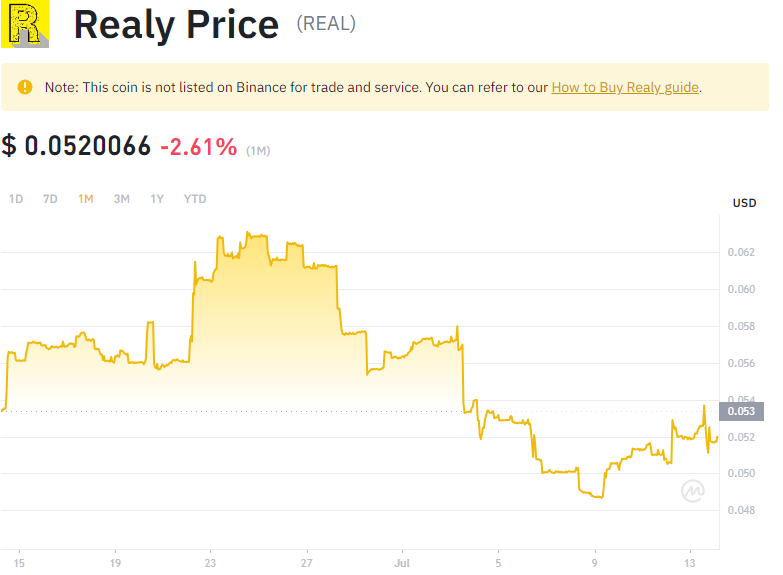 R
Realy Price (REAL)
Note: This coin is not listed on Binance for trade and service. You can refer to our How to Buy Realy guide.
$ 0.0520066 -2.61% (1M)
1D 7D 1M 3M 1Y YTD
USD
0.062
0.060
0.058
0.056
0.054
0.053
0.052
0.050
0.048
15 19 23 27 Jul 5 9 13